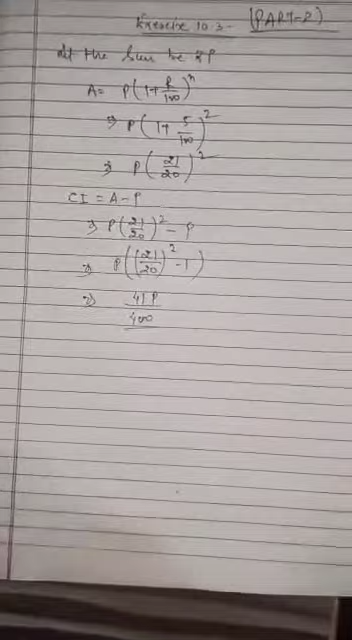 Exercise 10.3 - (PART-2)
Let the Sum be ₹P
A = P(1+R/100)^n
⇒ P(1+5/100)^2
⇒ P(21/20)^2
CI = A-P
⇒ P(21/20)^2 - P
⇒ P((21/20)^2 - 1)
⇒ 41P/400